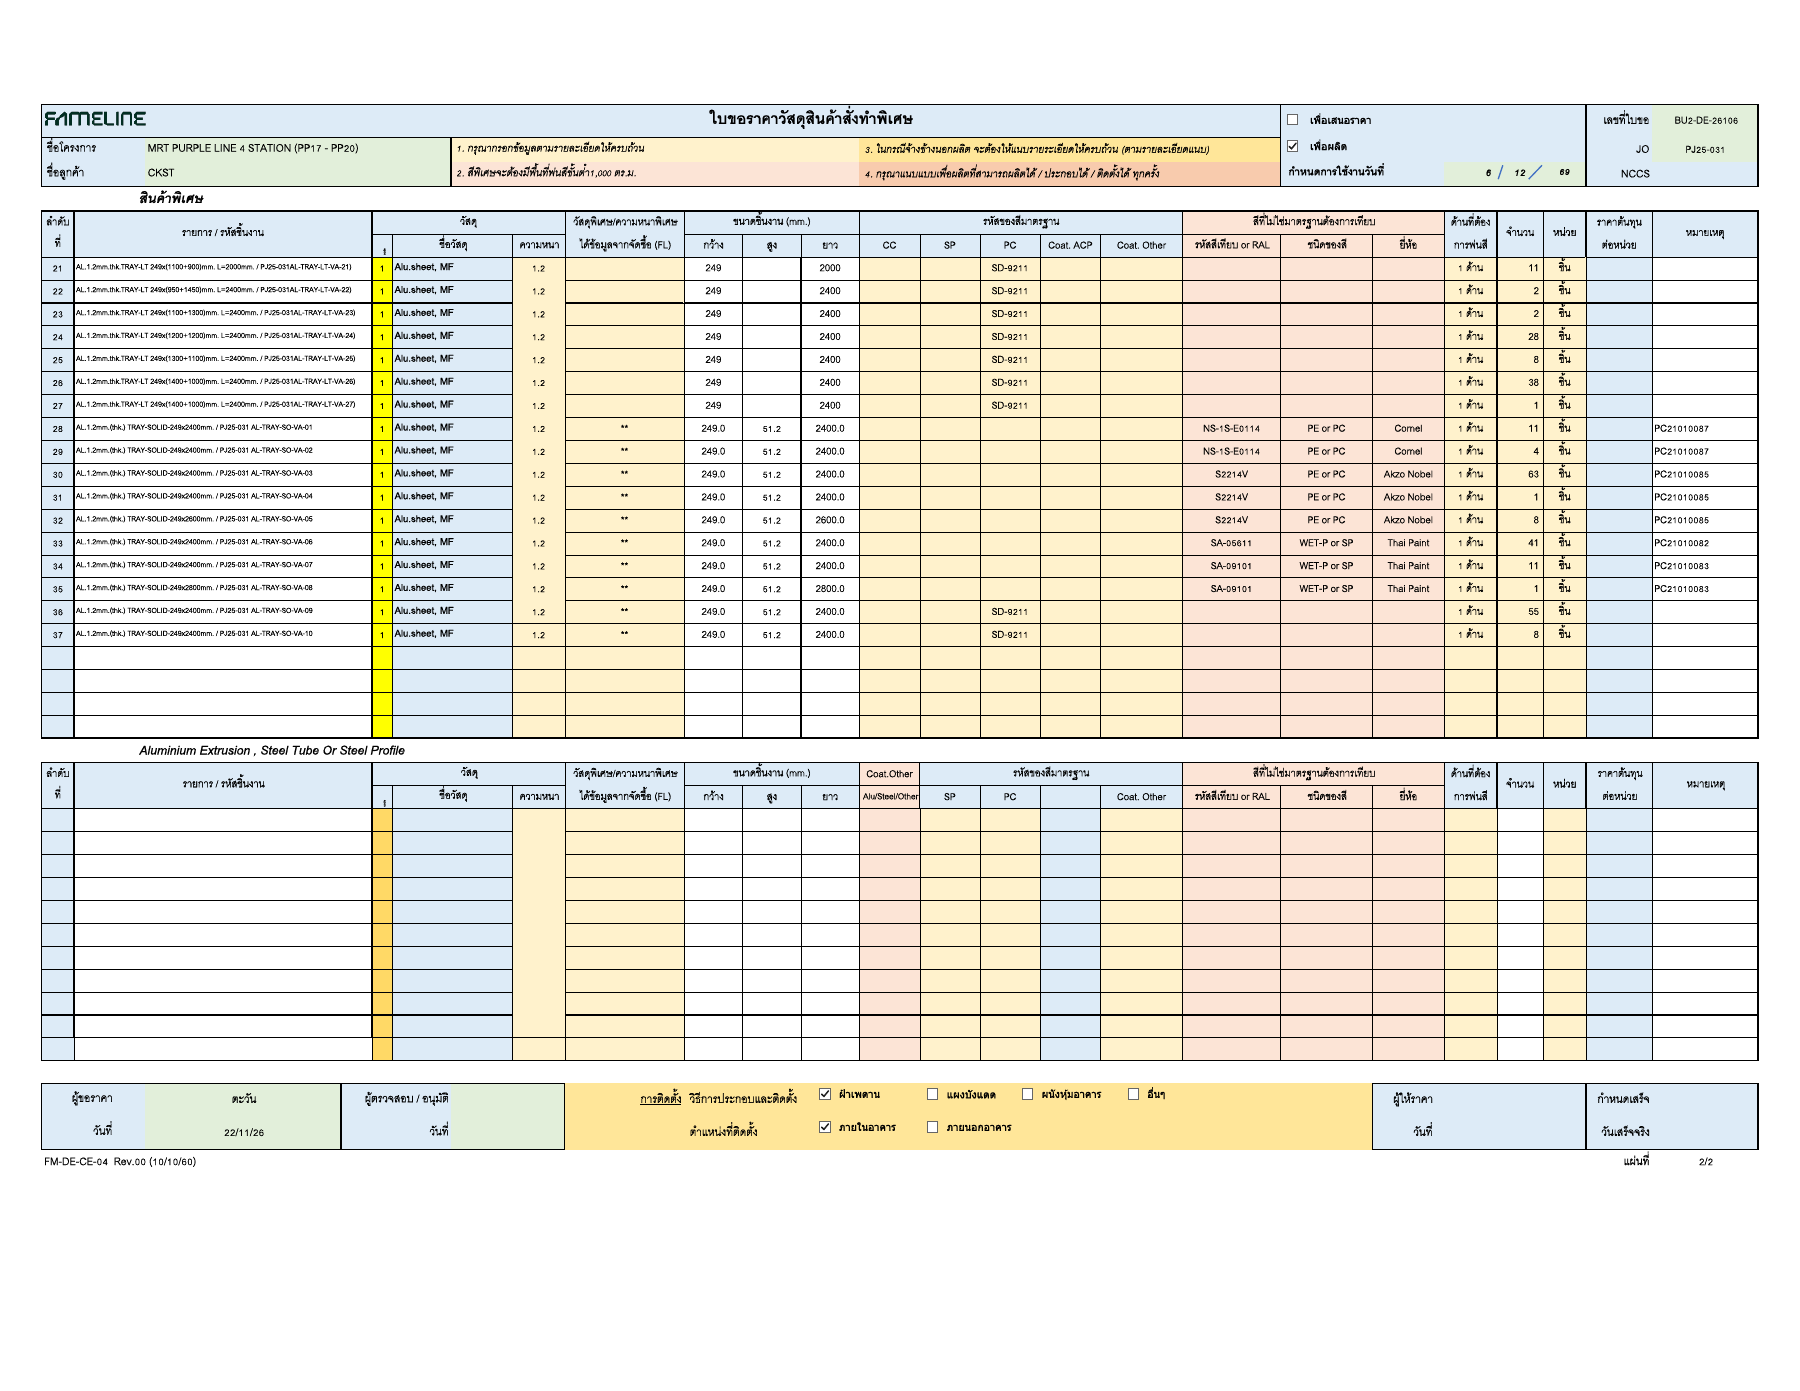 FAMELINE
ใบขอราคาวัสดุสินค้าสั่งทำพิเศษ
เพื่อเสนอราคา
เลขที่ใบขอ BU2-DE-26106
ชื่อโครงการ MRT PURPLE LINE 4 STATION (PP17 - PP20)
1. กรุณากรอกข้อมูลตามรายละเอียดให้ครบถ้วน
3. ในกรณีจ้างช่างนอกผลิต จะต้องให้แนบรายระเอียดให้ครบถ้วน (ตามรายละเอียดแนบ)
เพื่อผลิต
JO PJ25-031
ชื่อลูกค้า CKST
2. สีพิเศษจะต้องมีพื้นที่พ่นสีขั้นต่ำ1,000 ตร.ม.
4. กรุณาแนบแบบเพื่อผลิตที่สามารถผลิตได้ / ประกอบได้ / ติดตั้งได้ ทุกครั้ง
กำหนดการใช้งานวันที่ 6 / 12 / 69
NCCS
สินค้าพิเศษ
ลำดับ รายการ / รหัสชิ้นงาน วัสดุ วัสดุพิเศษ/ความหนาพิเศษ ขนาดชิ้นงาน (mm.) รหัสของสีมาตรฐาน สีที่ไม่ใช่มาตรฐานต้องการเทียบ ด้านที่ต้อง จำนวน หน่วย ราคาต้นทุน หมายเหตุ
ที่ ชื่อวัสดุ ความหนา ได้ข้อมูลจากจัดซื้อ (FL) กว้าง สูง ยาว CC SP PC Coat. ACP Coat. Other รหัสสีเทียบ or RAL ชนิดของสี ยี่ห้อ การพ่นสี ต่อหน่วย
21 AL.1.2mm.thk.TRAY-LT 249x(1100+900)mm. L=2000mm. / PJ25-031AL-TRAY-LT-VA-21) 1 Alu.sheet, MF 1.2 249 2000 SD-9211 1 ด้าน 11 ชิ้น
22 AL.1.2mm.thk.TRAY-LT 249x(950+1450)mm. L=2400mm. / PJ25-031AL-TRAY-LT-VA-22) 1 Alu.sheet, MF 1.2 249 2400 SD-9211 1 ด้าน 2 ชิ้น
23 AL.1.2mm.thk.TRAY-LT 249x(1100+1300)mm. L=2400mm. / PJ25-031AL-TRAY-LT-VA-23) 1 Alu.sheet, MF 1.2 249 2400 SD-9211 1 ด้าน 2 ชิ้น
24 AL.1.2mm.thk.TRAY-LT 249x(1200+1200)mm. L=2400mm. / PJ25-031AL-TRAY-LT-VA-24) 1 Alu.sheet, MF 1.2 249 2400 SD-9211 1 ด้าน 28 ชิ้น
25 AL.1.2mm.thk.TRAY-LT 249x(1300+1100)mm. L=2400mm. / PJ25-031AL-TRAY-LT-VA-25) 1 Alu.sheet, MF 1.2 249 2400 SD-9211 1 ด้าน 8 ชิ้น
26 AL.1.2mm.thk.TRAY-LT 249x(1400+1000)mm. L=2400mm. / PJ25-031AL-TRAY-LT-VA-26) 1 Alu.sheet, MF 1.2 249 2400 SD-9211 1 ด้าน 38 ชิ้น
27 AL.1.2mm.thk.TRAY-LT 249x(1400+1000)mm. L=2400mm. / PJ25-031AL-TRAY-LT-VA-27) 1 Alu.sheet, MF 1.2 249 2400 SD-9211 1 ด้าน 1 ชิ้น
28 AL.1.2mm.(thk.) TRAY-SOLID-249x2400mm. / PJ25-031 AL-TRAY-SO-VA-01 1 Alu.sheet, MF 1.2 ** 249.0 51.2 2400.0 NS-1S-E0114 PE or PC Comel 1 ด้าน 11 ชิ้น PC21010087
29 AL.1.2mm.(thk.) TRAY-SOLID-249x2400mm. / PJ25-031 AL-TRAY-SO-VA-02 1 Alu.sheet, MF 1.2 ** 249.0 51.2 2400.0 NS-1S-E0114 PE or PC Comel 1 ด้าน 4 ชิ้น PC21010087
30 AL.1.2mm.(thk.) TRAY-SOLID-249x2400mm. / PJ25-031 AL-TRAY-SO-VA-03 1 Alu.sheet, MF 1.2 ** 249.0 51.2 2400.0 S2214V PE or PC Akzo Nobel 1 ด้าน 63 ชิ้น PC21010085
31 AL.1.2mm.(thk.) TRAY-SOLID-249x2400mm. / PJ25-031 AL-TRAY-SO-VA-04 1 Alu.sheet, MF 1.2 ** 249.0 51.2 2400.0 S2214V PE or PC Akzo Nobel 1 ด้าน 1 ชิ้น PC21010085
32 AL.1.2mm.(thk.) TRAY-SOLID-249x2600mm. / PJ25-031 AL-TRAY-SO-VA-05 1 Alu.sheet, MF 1.2 ** 249.0 51.2 2600.0 S2214V PE or PC Akzo Nobel 1 ด้าน 8 ชิ้น PC21010085
33 AL.1.2mm.(thk.) TRAY-SOLID-249x2400mm. / PJ25-031 AL-TRAY-SO-VA-06 1 Alu.sheet, MF 1.2 ** 249.0 51.2 2400.0 SA-05611 WET-P or SP Thai Paint 1 ด้าน 41 ชิ้น PC21010082
34 AL.1.2mm.(thk.) TRAY-SOLID-249x2400mm. / PJ25-031 AL-TRAY-SO-VA-07 1 Alu.sheet, MF 1.2 ** 249.0 51.2 2400.0 SA-09101 WET-P or SP Thai Paint 1 ด้าน 11 ชิ้น PC21010083
35 AL.1.2mm.(thk.) TRAY-SOLID-249x2800mm. / PJ25-031 AL-TRAY-SO-VA-08 1 Alu.sheet, MF 1.2 ** 249.0 51.2 2800.0 SA-09101 WET-P or SP Thai Paint 1 ด้าน 1 ชิ้น PC21010083
36 AL.1.2mm.(thk.) TRAY-SOLID-249x2400mm. / PJ25-031 AL-TRAY-SO-VA-09 1 Alu.sheet, MF 1.2 ** 249.0 51.2 2400.0 SD-9211 1 ด้าน 55 ชิ้น
37 AL.1.2mm.(thk.) TRAY-SOLID-249x2400mm. / PJ25-031 AL-TRAY-SO-VA-10 1 Alu.sheet, MF 1.2 ** 249.0 51.2 2400.0 SD-9211 1 ด้าน 8 ชิ้น
Aluminium Extrusion , Steel Tube Or Steel Profile
ลำดับ รายการ / รหัสชิ้นงาน วัสดุ วัสดุพิเศษ/ความหนาพิเศษ ขนาดชิ้นงาน (mm.) Coat.Other รหัสของสีมาตรฐาน สีที่ไม่ใช่มาตรฐานต้องการเทียบ ด้านที่ต้อง จำนวน หน่วย ราคาต้นทุน หมายเหตุ
ที่ ชื่อวัสดุ ความหนา ได้ข้อมูลจากจัดซื้อ (FL) กว้าง สูง ยาว Alu/Steel/Other SP PC Coat. Other รหัสสีเทียบ or RAL ชนิดของสี ยี่ห้อ การพ่นสี ต่อหน่วย
ผู้ขอราคา ตะวัน ผู้ตรวจสอบ / อนุมัติ การติดตั้ง วิธีการประกอบและติดตั้ง ฝ้าเพดาน แผงบังแดด ผนังหุ้มอาคาร อื่นๆ ผู้ให้ราคา กำหนดเสร็จ
วันที่ 22/11/26 วันที่ ตำแหน่งที่ติดตั้ง ภายในอาคาร ภายนอกอาคาร วันที่ วันเสร็จจริง
FM-DE-CE-04 Rev.00 (10/10/60) แผ่นที่ 2/2